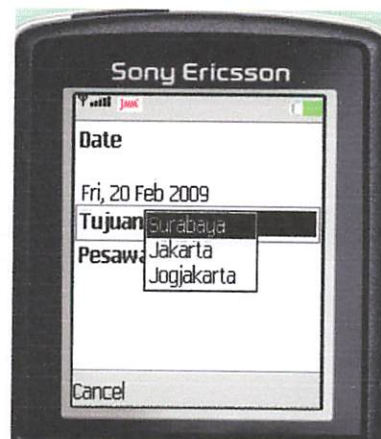 Sony Ericsson
Date
Fri, 20 Feb 2009
Tujuan
Surabaya
Jakarta
Jogjakarta
Pesawa
Cancel